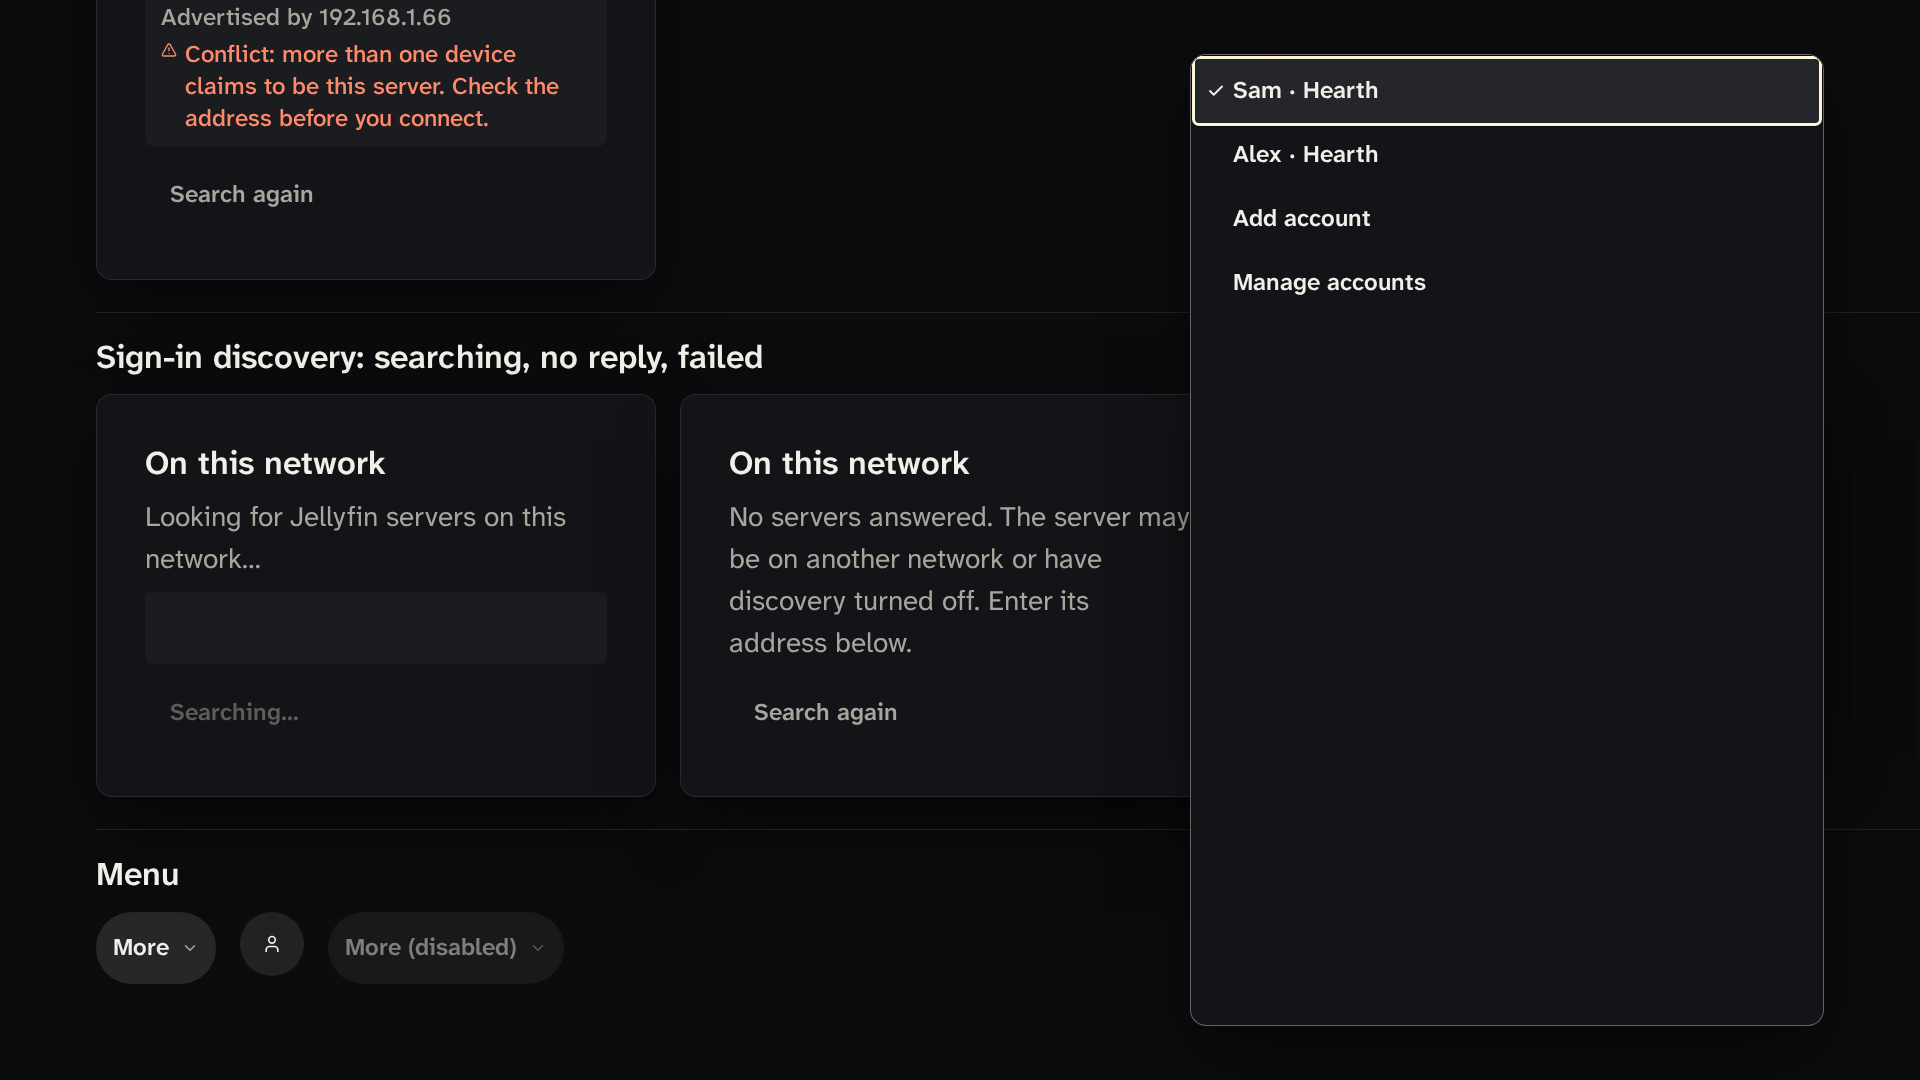 Advertised by 192.168.1.66
Conflict: more than one device
claims to be this server. Check the
address before you connect.
Search again
Sign-in discovery: searching, no reply, failed
On this network
Looking for Jellyfin servers on this
network...
Searching...
On this network
No servers answered. The server may
be on another network or have
discovery turned off. Enter its
address below.
Search again
Menu
More
More (disabled)
Sam · Hearth
Alex · Hearth
Add account
Manage accounts